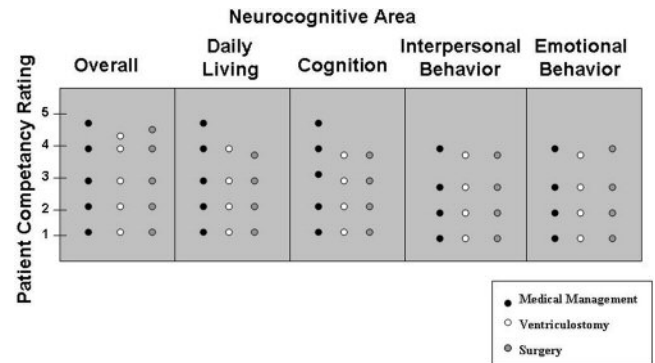 Neurocognitive Area
Overall
Daily
Living
Cognition
Interpersonal
Behavior
Emotional
Behavior
Patient Competancy Rating
5
4
3
2
1
Medical Management
Ventriculostomy
Surgery